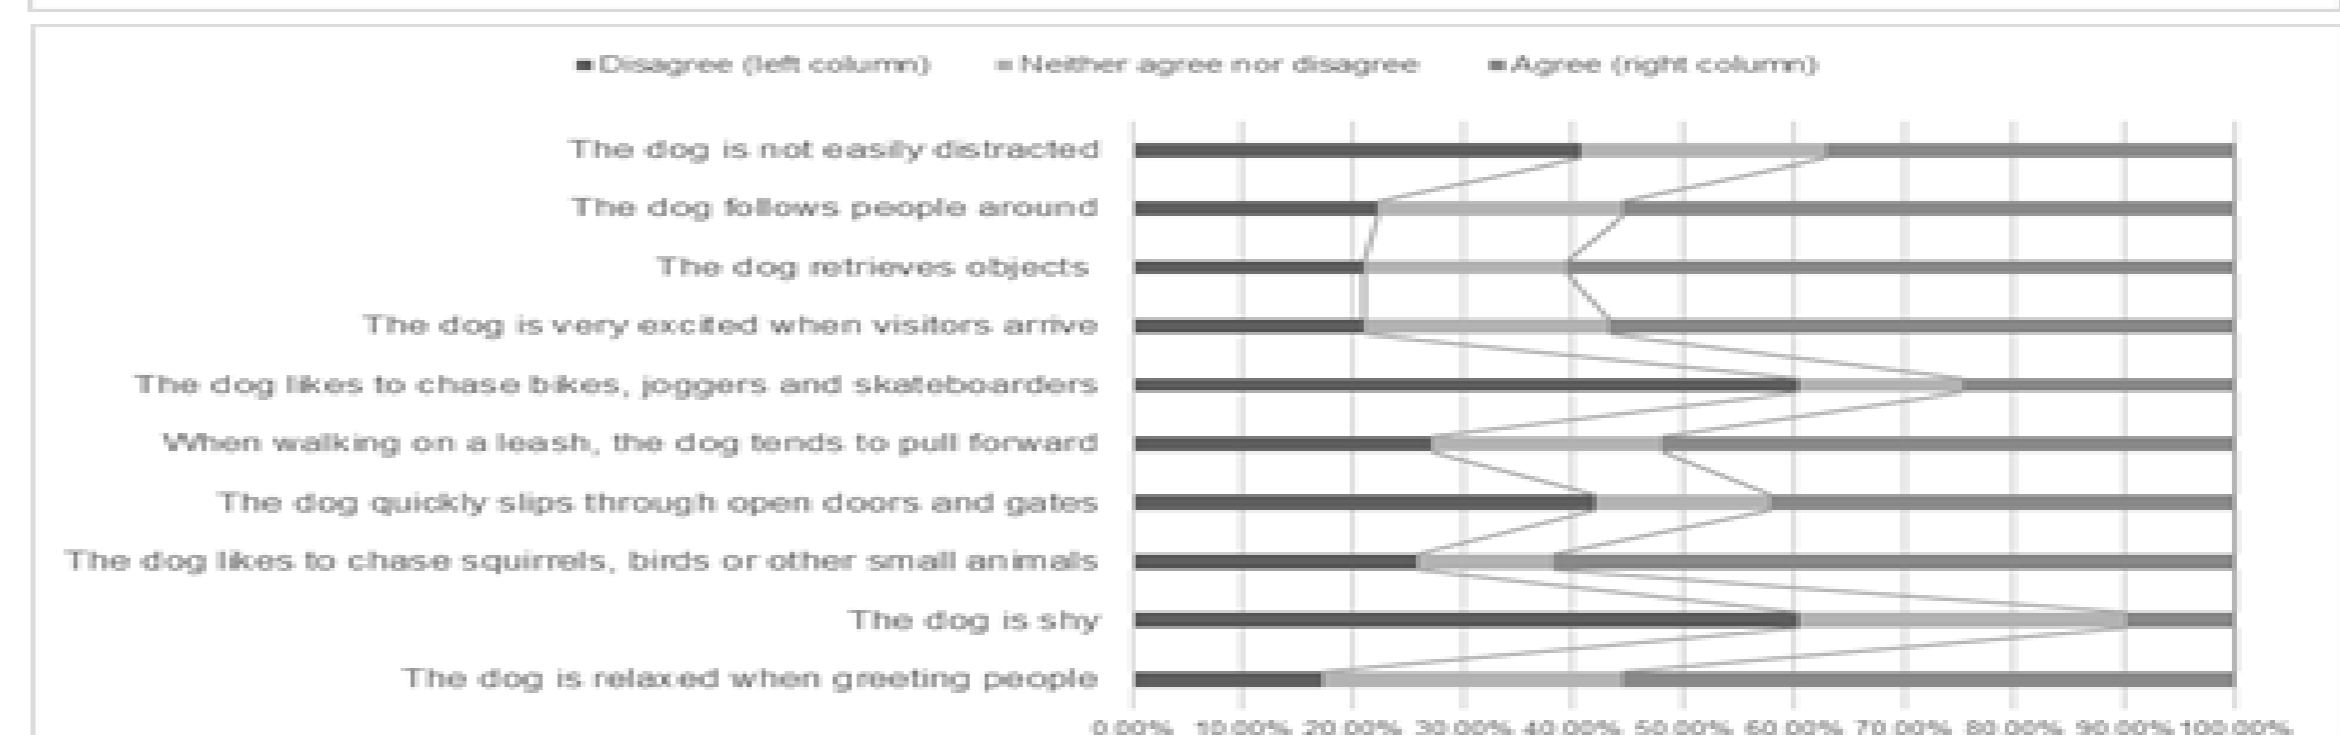 Disagree (left column) Neither agree nor disagree Agree (right column)
The dog is not easily distracted
The dog follows people around
The dog retrieves objects
The dog is very excited when visitors arrive
The dog likes to chase bikes, joggers and skateboarders
When walking on a leash, the dog tends to pull forward
The dog quickly slips through open doors and gates
The dog likes to chase squirrels, birds or other small animals
The dog is shy
The dog is relaxed when greeting people
0.00% 10.00% 20.00% 30.00% 40.00% 50.00% 60.00% 70.00% 80.00% 90.00% 100.00%